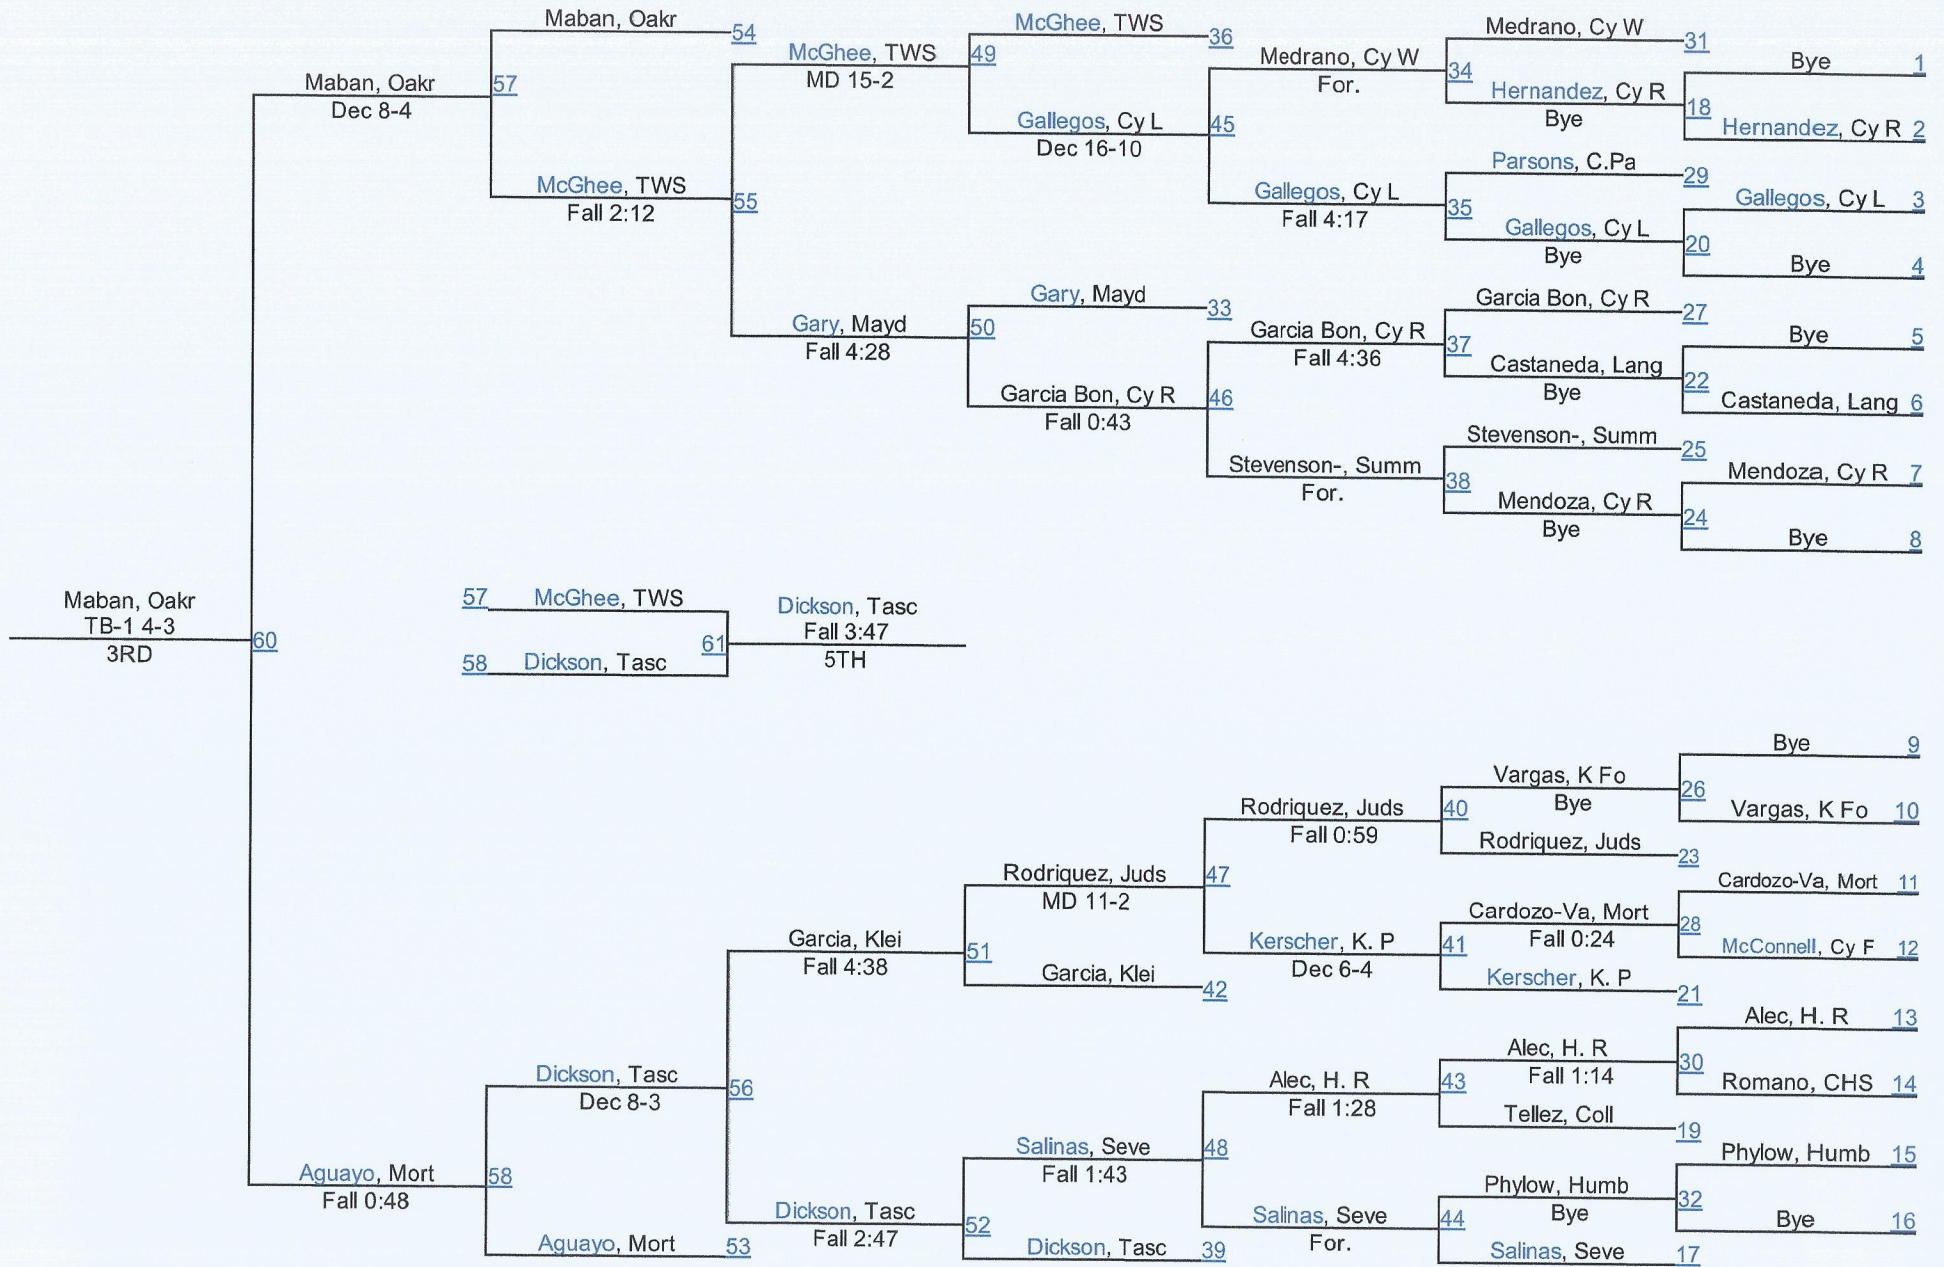 Maban, Oakr
54
McGhee, TWS
MD 15-2
49
McGhee, TWS
36
Medrano, Cy W
For.
34
Medrano, Cy W
31
Bye
1
Maban, Oakr
Dec 8-4
57
Hernandez, Cy R
Bye
18
Hernandez, Cy R
2
Gallegos, Cy L
Dec 16-10
45
Parsons, C.Pa
29
McGhee, TWS
Fall 2:12
55
Gallegos, Cy L
Fall 4:17
35
Gallegos, Cy L
3
Gallegos, Cy L
Bye
20
Bye
4
Gary, Mayd
Fall 4:28
50
Gary, Mayd
33
Garcia Bon, Cy R
Fall 4:36
37
Garcia Bon, Cy R
27
Bye
5
Castaneda, Lang
Bye
22
Castaneda, Lang
6
Garcia Bon, Cy R
Fall 0:43
46
Stevenson-, Summ
25
Stevenson-, Summ
For.
38
Mendoza, Cy R
7
Mendoza, Cy R
Bye
24
Bye
8
Maban, Oakr
TB-1 4-3
3RD
60
57
McGhee, TWS
58
Dickson, Tasc
61
Dickson, Tasc
Fall 3:47
5TH
Bye
9
Vargas, K Fo
Bye
26
Vargas, K Fo
10
Rodriquez, Juds
Fall 0:59
40
Rodriquez, Juds
23
Rodriquez, Juds
MD 11-2
47
Cardozo-Va, Mort
11
Cardozo-Va, Mort
Fall 0:24
28
McConnell, Cy F
12
Garcia, Klei
Fall 4:38
51
Kerscher, K. P
Dec 6-4
41
Kerscher, K. P
21
Garcia, Klei
42
Alec, H. R
13
Alec, H. R
Fall 1:14
30
Romano, CHS
14
Dickson, Tasc
Dec 8-3
56
Alec, H. R
Fall 1:28
43
Tellez, Coll
19
Salinas, Seve
Fall 1:43
48
Phylow, Humb
15
Aguayo, Mort
Fall 0:48
58
Phylow, Humb
Bye
32
Bye
16
Dickson, Tasc
Fall 2:47
52
Salinas, Seve
For.
44
Aguayo, Mort
53
Dickson, Tasc
39
Salinas, Seve
17